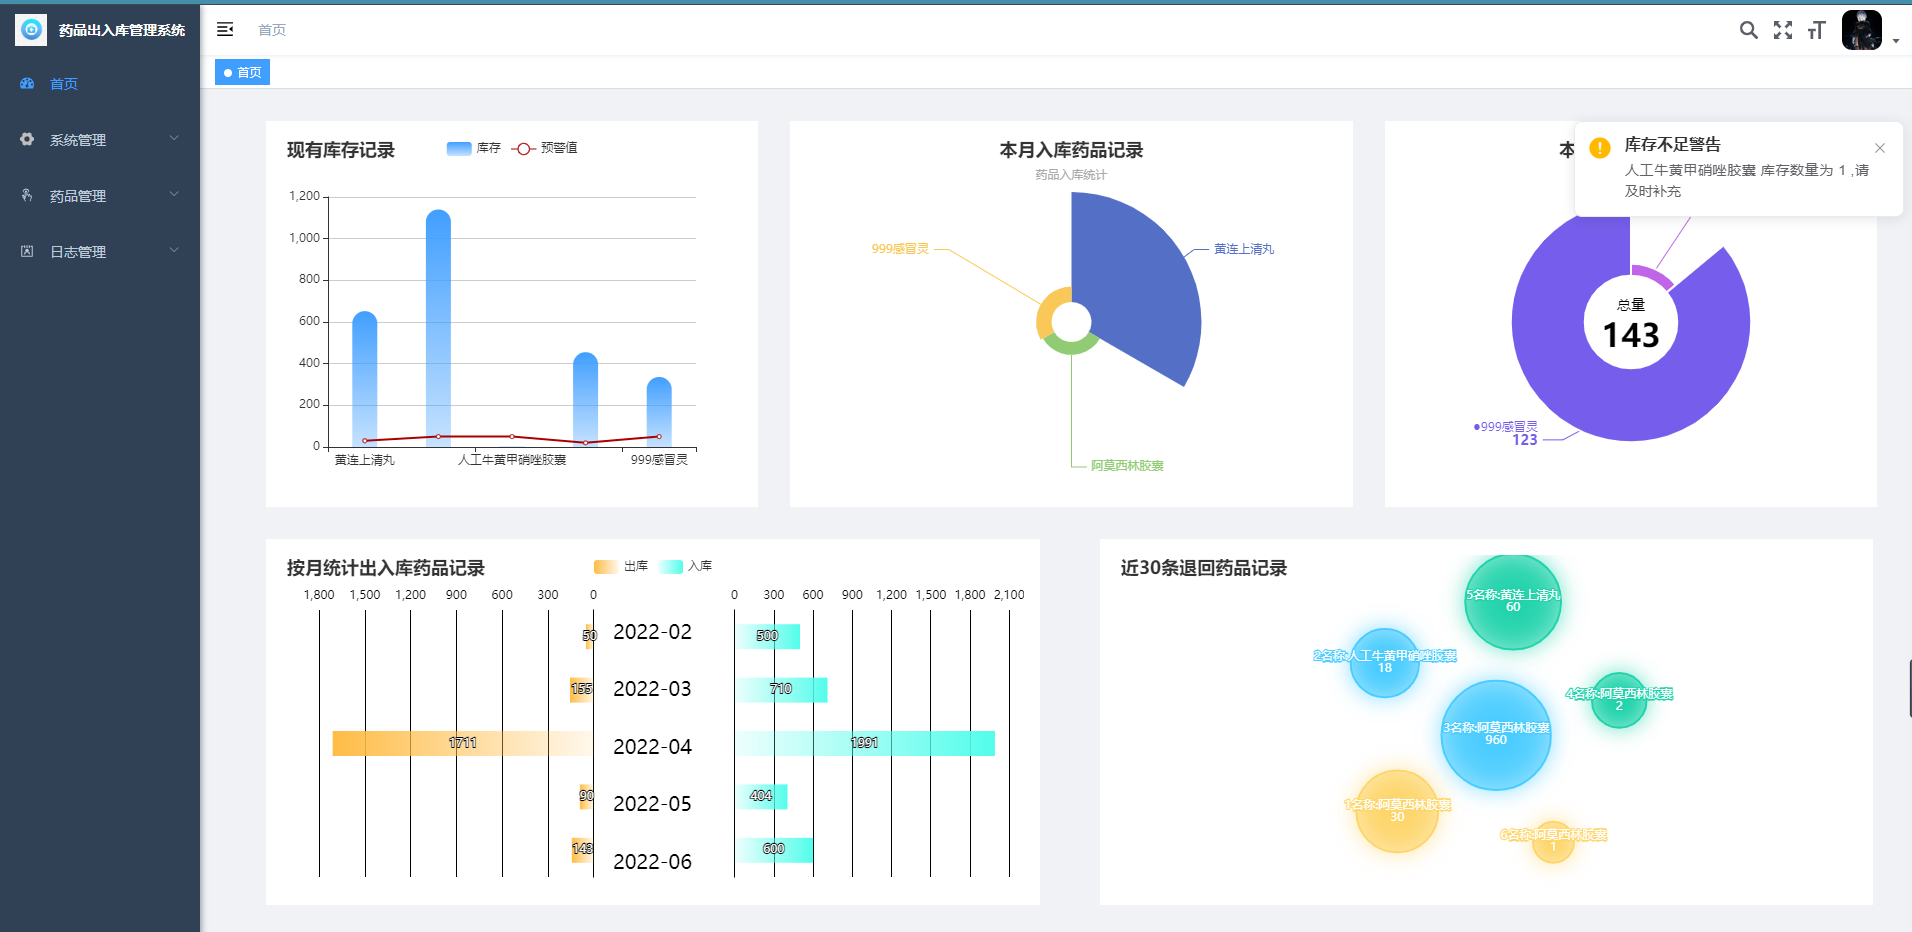 药品出入库管理系统
首页
系统管理
药品管理
日志管理
首页
首页
现有库存记录
库存 预警值
1,200
1,000
800
600
400
200
0
黄连上清丸 人工牛黄甲硝唑胶囊 999感冒灵
本月入库药品记录
药品入库统计
999感冒灵
黄连上清丸
阿莫西林胶囊
本
库存不足警告
人工牛黄甲硝唑胶囊 库存数量为 1 ,请
及时补充
总量
143
999感冒灵
123
按月统计出入库药品记录
出库 入库
1,800 1,500 1,200 900 600 300 0
0 300 600 900 1,200 1,500 1,800 2,100
50 2022-02 500
155 2022-03 710
1711 2022-04 1991
90 2022-05 404
143 2022-06 600
近30条退回药品记录
5名称:黄连上清丸
60
2名称:人工牛黄甲硝唑胶囊
18
4名称:阿莫西林胶囊
2
3名称:阿莫西林胶囊
960
1名称:阿莫西林胶囊
30
6名称:阿莫西林胶囊
1